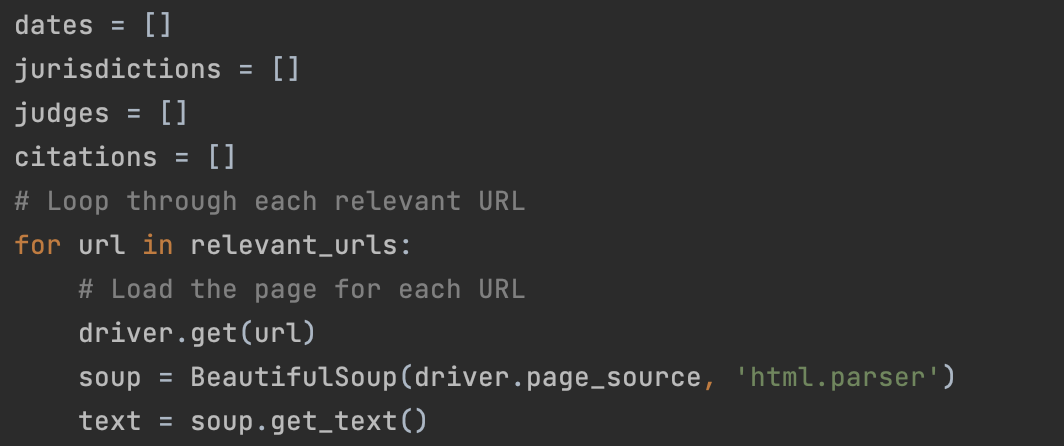 dates = []
jurisdictions = []
judges = []
citations = []
# Loop through each relevant URL
for url in relevant_urls:
    # Load the page for each URL
    driver.get(url)
    soup = BeautifulSoup(driver.page_source, 'html.parser')
    text = soup.get_text()